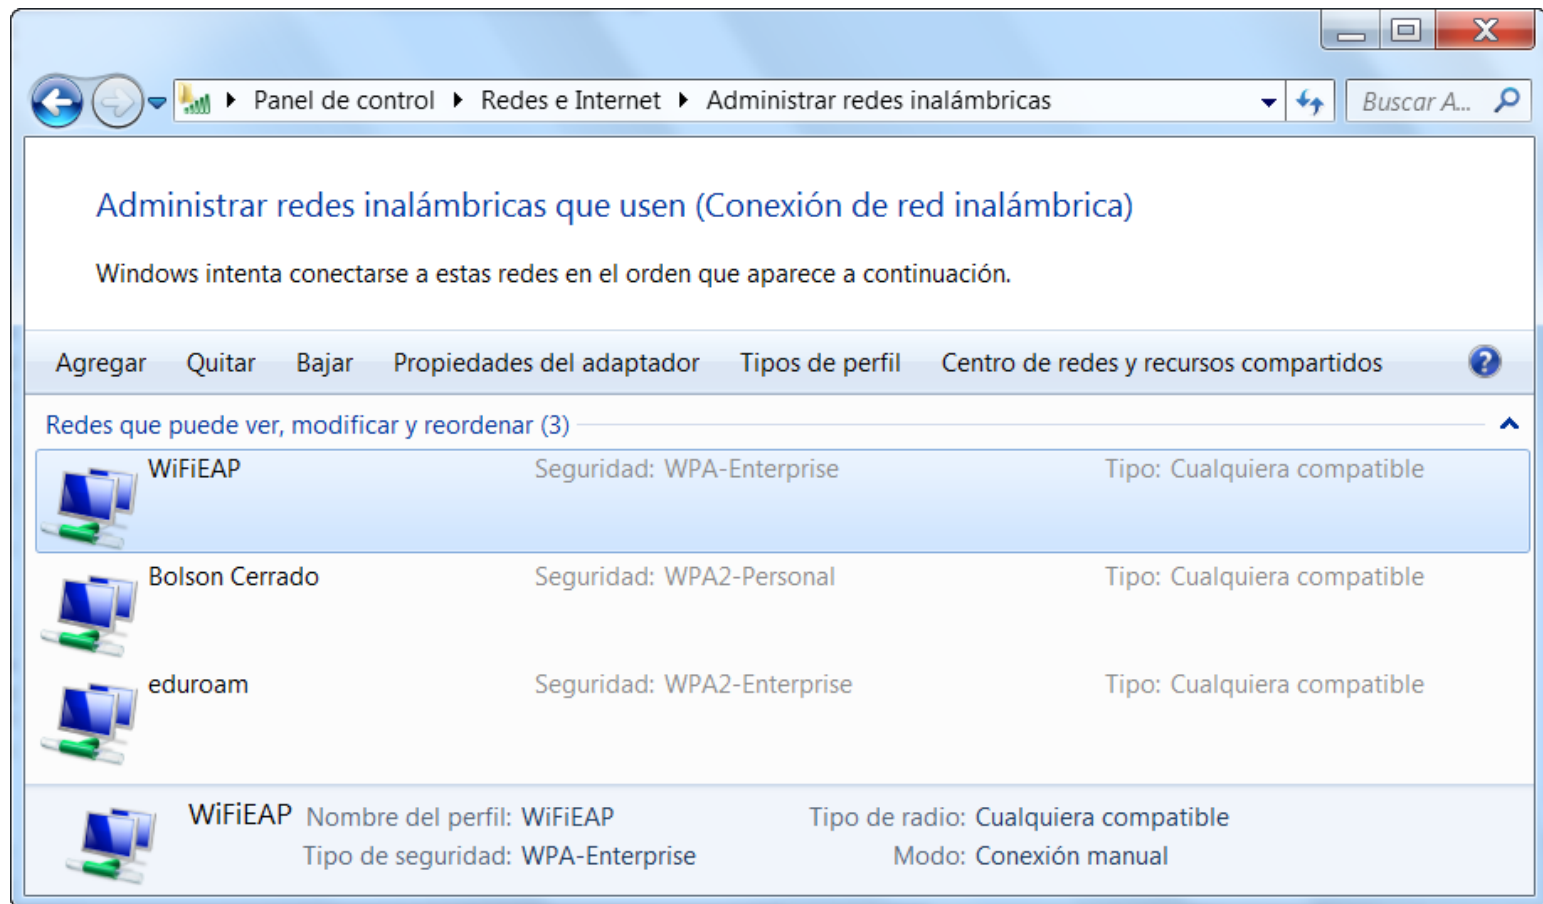 Panel de control Redes e Internet Administrar redes inalámbricas Buscar A...
Administrar redes inalámbricas que usen (Conexión de red inalámbrica)
Windows intenta conectarse a estas redes en el orden que aparece a continuación.
Agregar Quitar Bajar Propiedades del adaptador Tipos de perfil Centro de redes y recursos compartidos ?
Redes que puede ver, modificar y reordenar (3)
WiFiEAP Seguridad: WPA-Enterprise Tipo: Cualquiera compatible
Bolson Cerrado Seguridad: WPA2-Personal Tipo: Cualquiera compatible
eduroam Seguridad: WPA2-Enterprise Tipo: Cualquiera compatible
WiFiEAP Nombre del perfil: WiFiEAP Tipo de radio: Cualquiera compatible
Tipo de seguridad: WPA-Enterprise Modo: Conexión manual